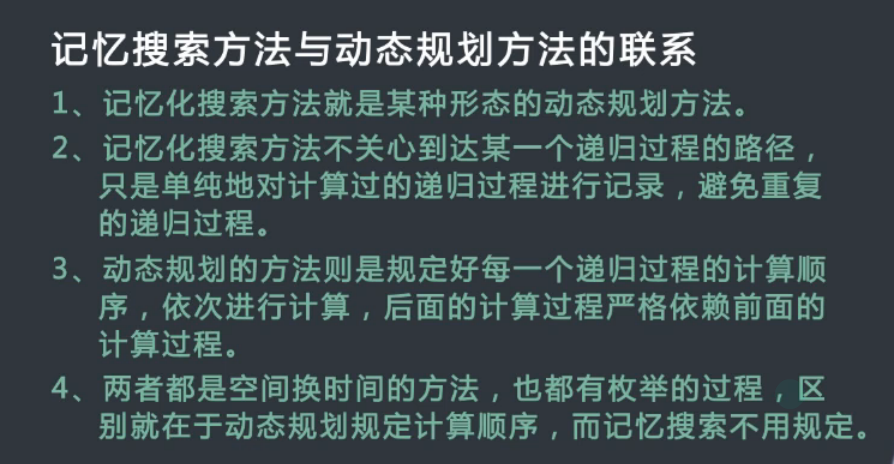 记忆搜索方法与动态规划方法的联系
1、记忆化搜索方法就是某种形态的动态规划方法。
2、记忆化搜索方法不关心到达某一个递归过程的路径，
只是单纯地对计算过的递归过程进行记录，避免重复
的递归过程。
3、动态规划的方法则是规定好每一个递归过程的计算顺
序，依次进行计算，后面的计算过程严格依赖前面的
计算过程。
4、两者都是空间换时间的方法，也都有枚举的过程，区
别就在于动态规划规定计算顺序，而记忆搜索不用规定。